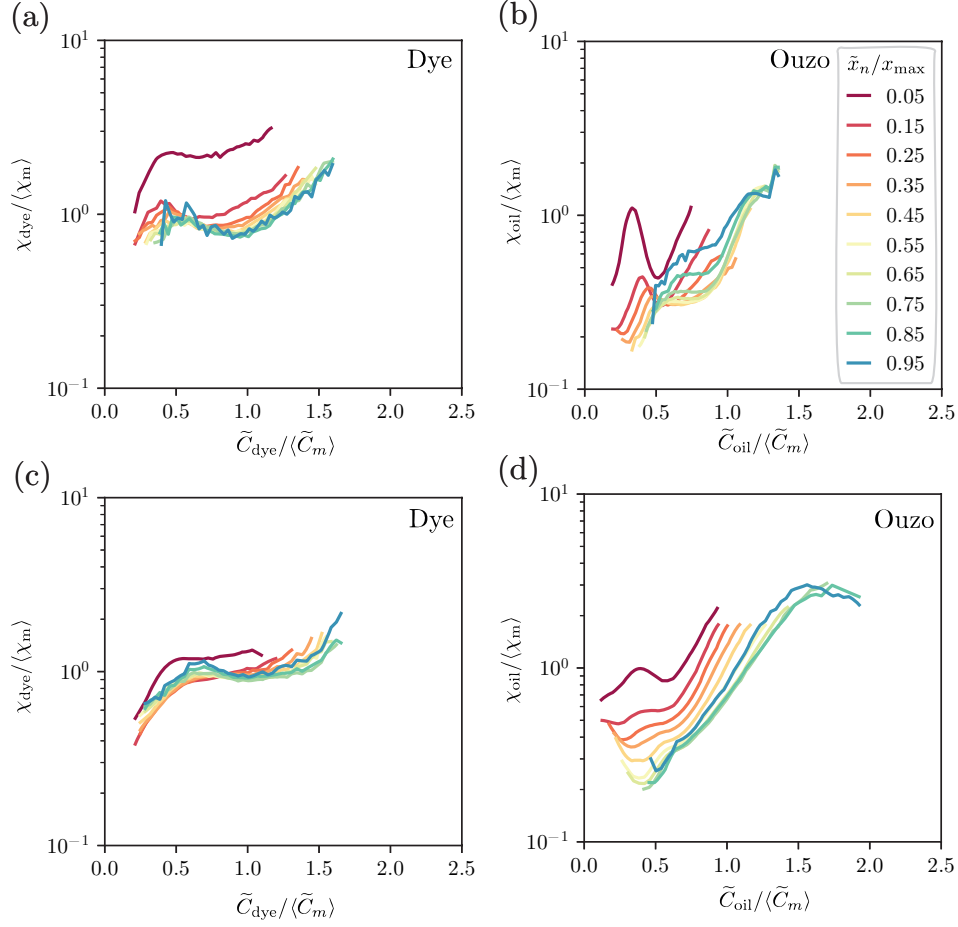 (a)
Dye
10^1
10^0
10^{-1}
χ_dye/⟨χ_m⟩
0.0 0.5 1.0 1.5 2.0 2.5
C̃_dye/⟨C̃_m⟩
(b)
Ouzo
10^1
10^0
10^{-1}
χ_oil/⟨χ_m⟩
x̃_n/x_max
0.05
0.15
0.25
0.35
0.45
0.55
0.65
0.75
0.85
0.95
0.0 0.5 1.0 1.5 2.0 2.5
C̃_oil/⟨C̃_m⟩
(c)
Dye
10^1
10^0
10^{-1}
χ_dye/⟨χ_m⟩
0.0 0.5 1.0 1.5 2.0 2.5
C̃_dye/⟨C̃_m⟩
(d)
Ouzo
10^1
10^0
10^{-1}
χ_oil/⟨χ_m⟩
0.0 0.5 1.0 1.5 2.0 2.5
C̃_oil/⟨C̃_m⟩